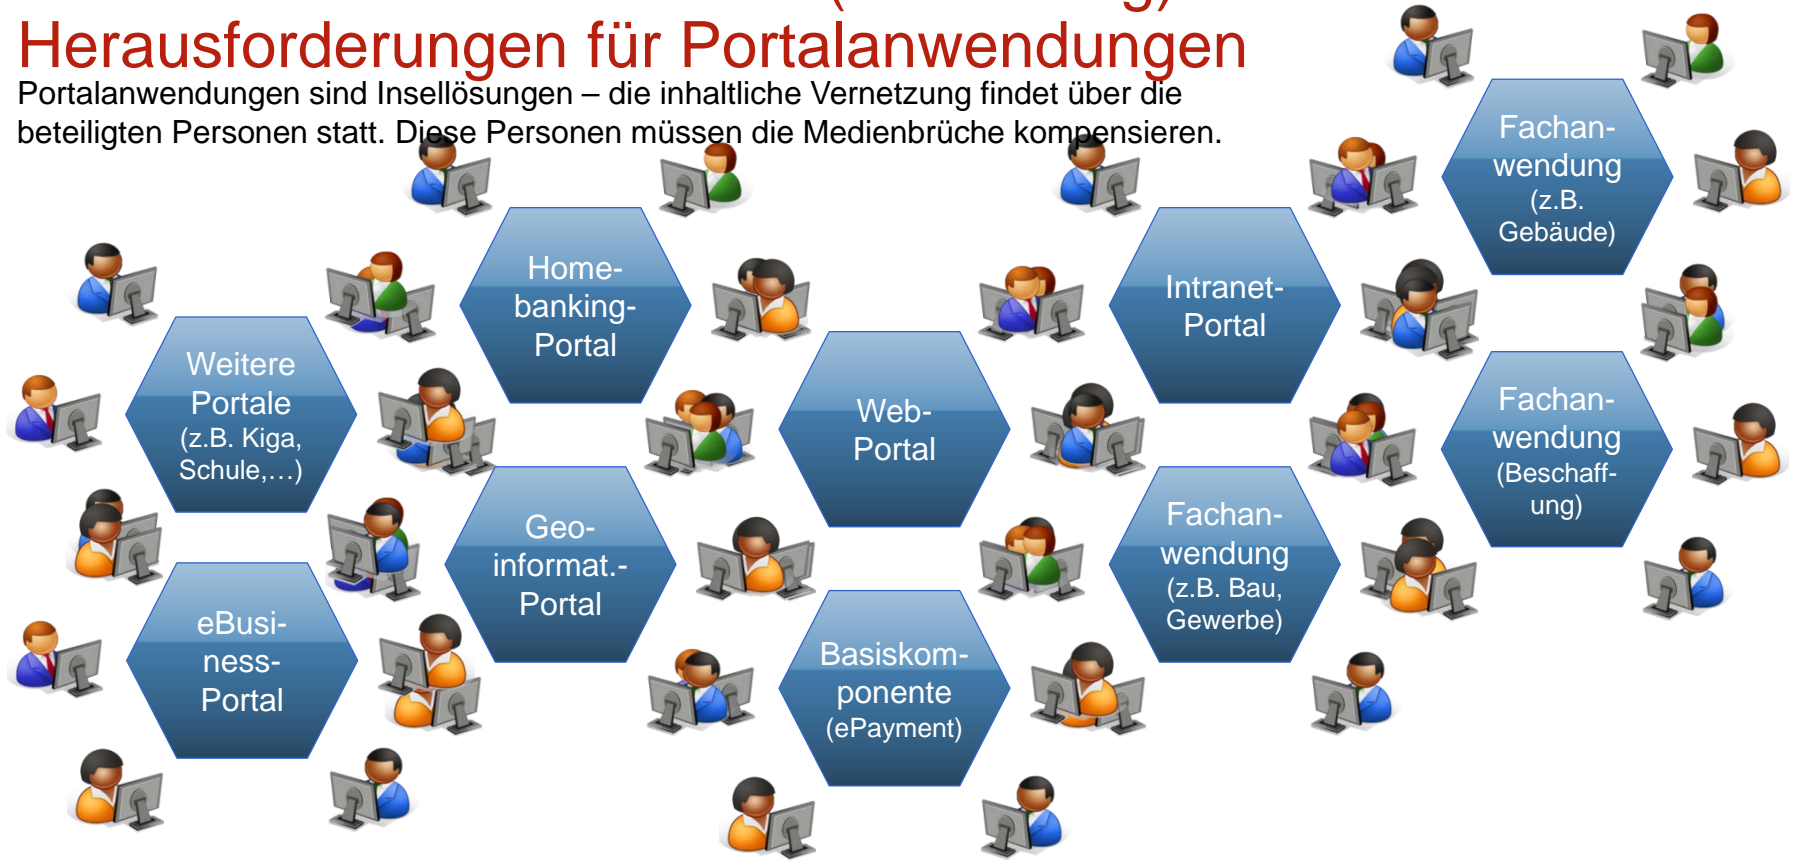 Herausforderungen für Portalanwendungen
Portalanwendungen sind Insellösungen – die inhaltliche Vernetzung findet über die
beteiligten Personen statt. Diese Personen müssen die Medienbrüche kompensieren.
Fachan-
wendung
(z.B.
Gebäude)
Home-
banking-
Portal
Intranet-
Portal
Weitere
Portale
(z.B. Kiga,
Schule,…)
Web-
Portal
Fachan-
wendung
(Beschaff-
ung)
Geo-
informat.-
Portal
Fachan-
wendung
(z.B. Bau,
Gewerbe)
eBusi-
ness-
Portal
Basiskom-
ponente
(ePayment)